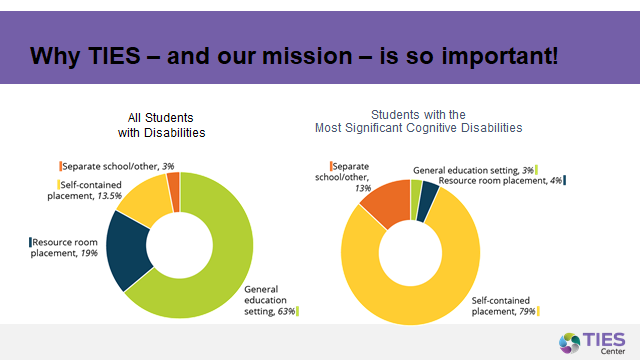 Why TIES – and our mission – is so important!
All Students
with Disabilities
Separate school/other, 3%
Self-contained
placement, 13.5%
Resource room
placement, 19%
General
education
setting, 63%
Students with the
Most Significant Cognitive Disabilities
Separate
school/other,
13%
General education setting, 3%
Resource room placement, 4%
Self-contained
placement, 79%
TIES
Center